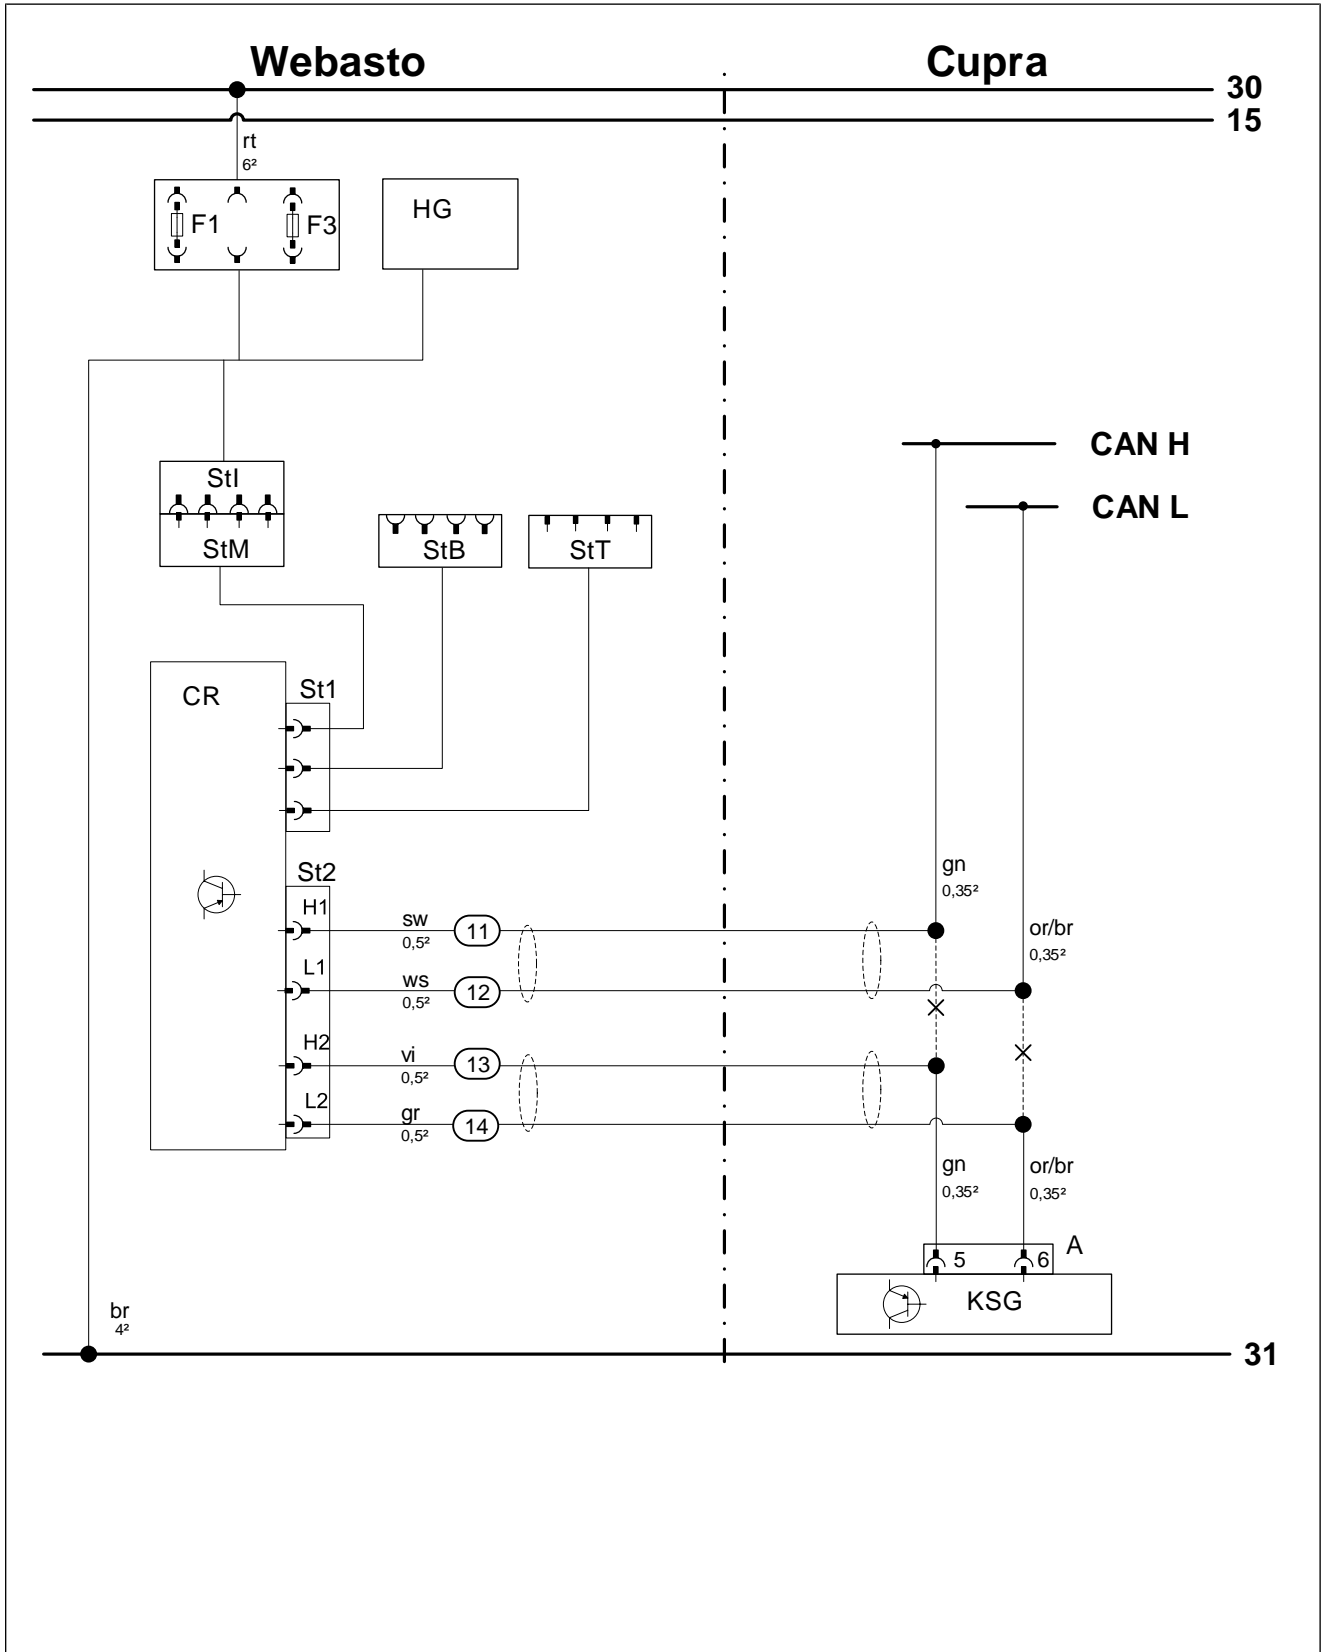 Webasto
Cupra
30
15
rt
6²
F1
F3
HG
CAN H
CAN L
StI
StM
StB
StT
CR
St1
St2
H1
sw
0,5²
11
L1
ws
0,5²
12
H2
vi
0,5²
13
L2
gr
0,5²
14
gn
0,35²
or/br
0,35²
gn
0,35²
or/br
0,35²
A
5
6
KSG
br
4²
31